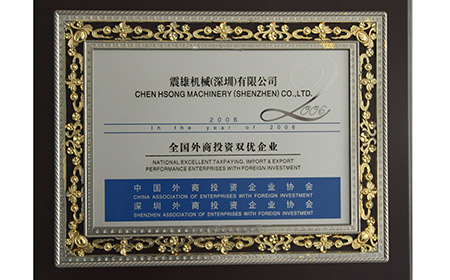 震雄机械(深圳)有限公司
CHEN HSONG MACHINERY (SHENZHEN) CO.,LTD.
2006
2006
In the year of 2006
全国外商投资双优企业
NATIONAL EXCELLENT TAXPAYING, IMPORT & EXPORT
PERFORMANCE ENTERPRISES WITH FOREIGN INVESTMENT
中国外商投资企业协会
CHINA ASSOCIATION OF ENTERPRISES WITH FOREIGN INVESTMENT
深圳外商投资企业协会
SHENZHEN ASSOCIATION OF ENTERPRISES WITH FOREIGN INVESTMENT